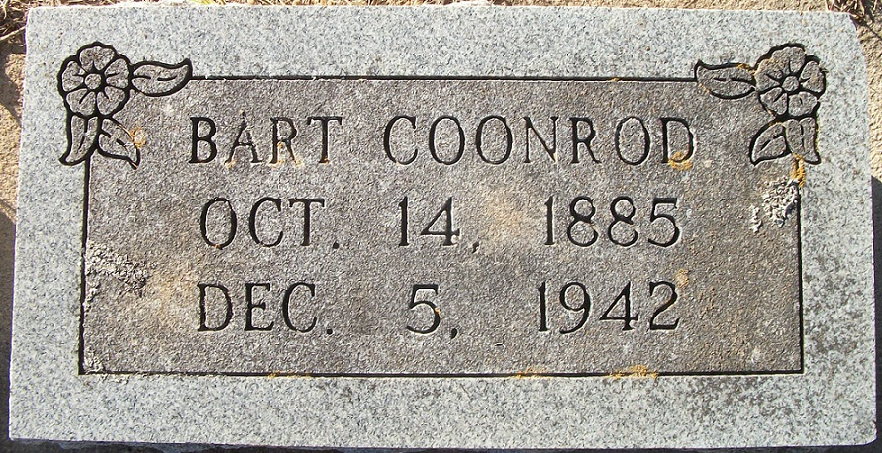 BART COONROD
OCT. 14, 1885
DEC. 5, 1942